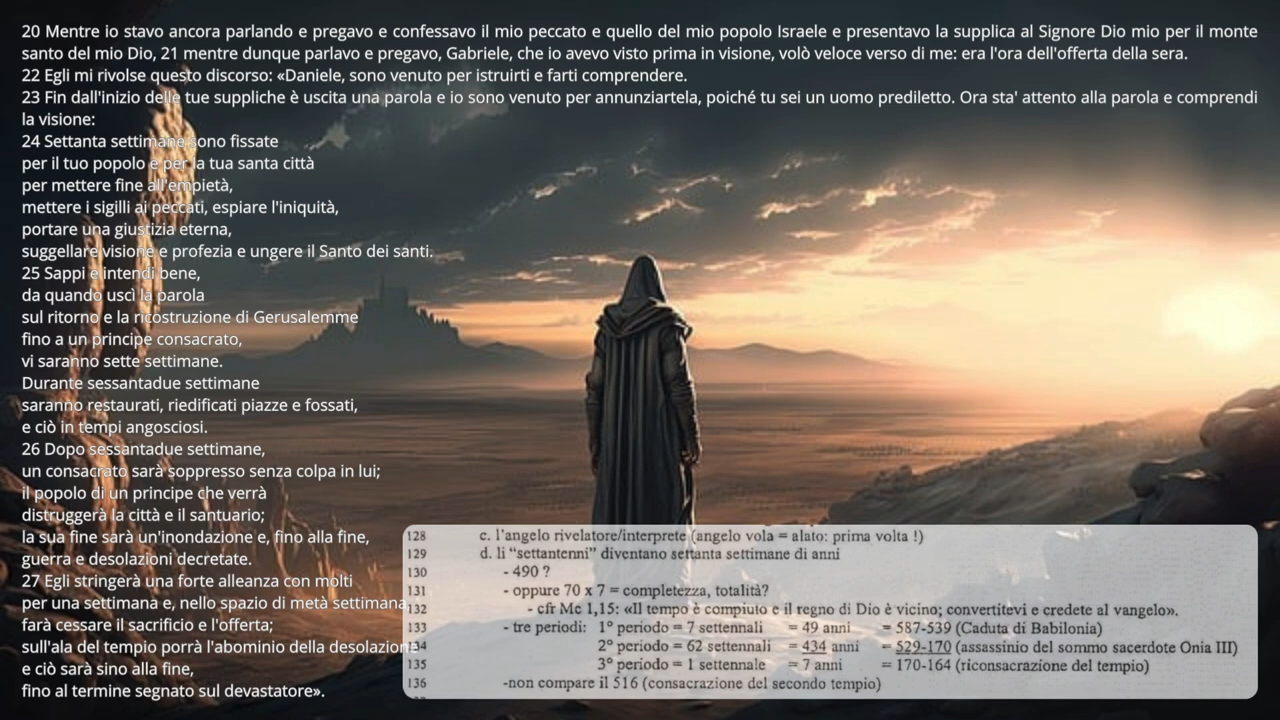 20 Mentre io stavo ancora parlando e pregavo e confessavo il mio peccato e quello del mio popolo Israele e presentavo la supplica al Signore Dio mio per il monte
santo del mio Dio, 21 mentre dunque parlavo e pregavo, Gabriele, che io avevo visto prima in visione, volò veloce verso di me: era l'ora dell'offerta della sera.
22 Egli mi rivolse questo discorso: «Daniele, sono venuto per istruirti e farti comprendere.
23 Fin dall'inizio delle tue suppliche è uscita una parola e io sono venuto per annunziartela, poiché tu sei un uomo prediletto. Ora sta' attento alla parola e comprendi
la visione:
24 Settanta settimane sono fissate
per il tuo popolo e per la tua santa città
per mettere fine all'empietà,
mettere i sigilli ai peccati, espiare l'iniquità,
portare una giustizia eterna,
suggellare visione e profezia e ungere il Santo dei santi.
25 Sappi e intendi bene,
da quando uscì la parola
sul ritorno e la ricostruzione di Gerusalemme
fino a un principe consacrato,
vi saranno sette settimane.
Durante sessantadue settimane
saranno restaurati, riedificati piazze e fossati,
e ciò in tempi angosciosi.
26 Dopo sessantadue settimane,
un consacrato sarà soppresso senza colpa in lui;
il popolo di un principe che verrà
distruggerà la città e il santuario;
la sua fine sarà un'inondazione e, fino alla fine,
guerra e desolazioni decretate.
27 Egli stringerà una forte alleanza con molti
per una settimana e, nello spazio di metà settimana,
farà cessare il sacrificio e l'offerta;
sull'ala del tempio porrà l'abominio della desolazione
e ciò sarà sino alla fine,
fino al termine segnato sul devastatore».
128 c. l'angelo rivelatore/interprete (angelo vola = alato: prima volta !)
129 d. li “settantenni” diventano settanta settimane di anni
130 - 490 ?
131 - oppure 70 x 7 = completezza, totalità?
132 - cfr Mc 1,15: «Il tempo è compiuto e il regno di Dio è vicino; convertitevi e credete al vangelo».
133 - tre periodi: 1° periodo = 7 settennali = 49 anni = 587-539 (Caduta di Babilonia)
134 2° periodo = 62 settennali = 434 anni = 529-170 (assassinio del sommo sacerdote Onia III)
135 3° periodo = 1 settennale = 7 anni = 170-164 (riconsacrazione del tempio)
136 -non compare il 516 (consacrazione del secondo tempio)